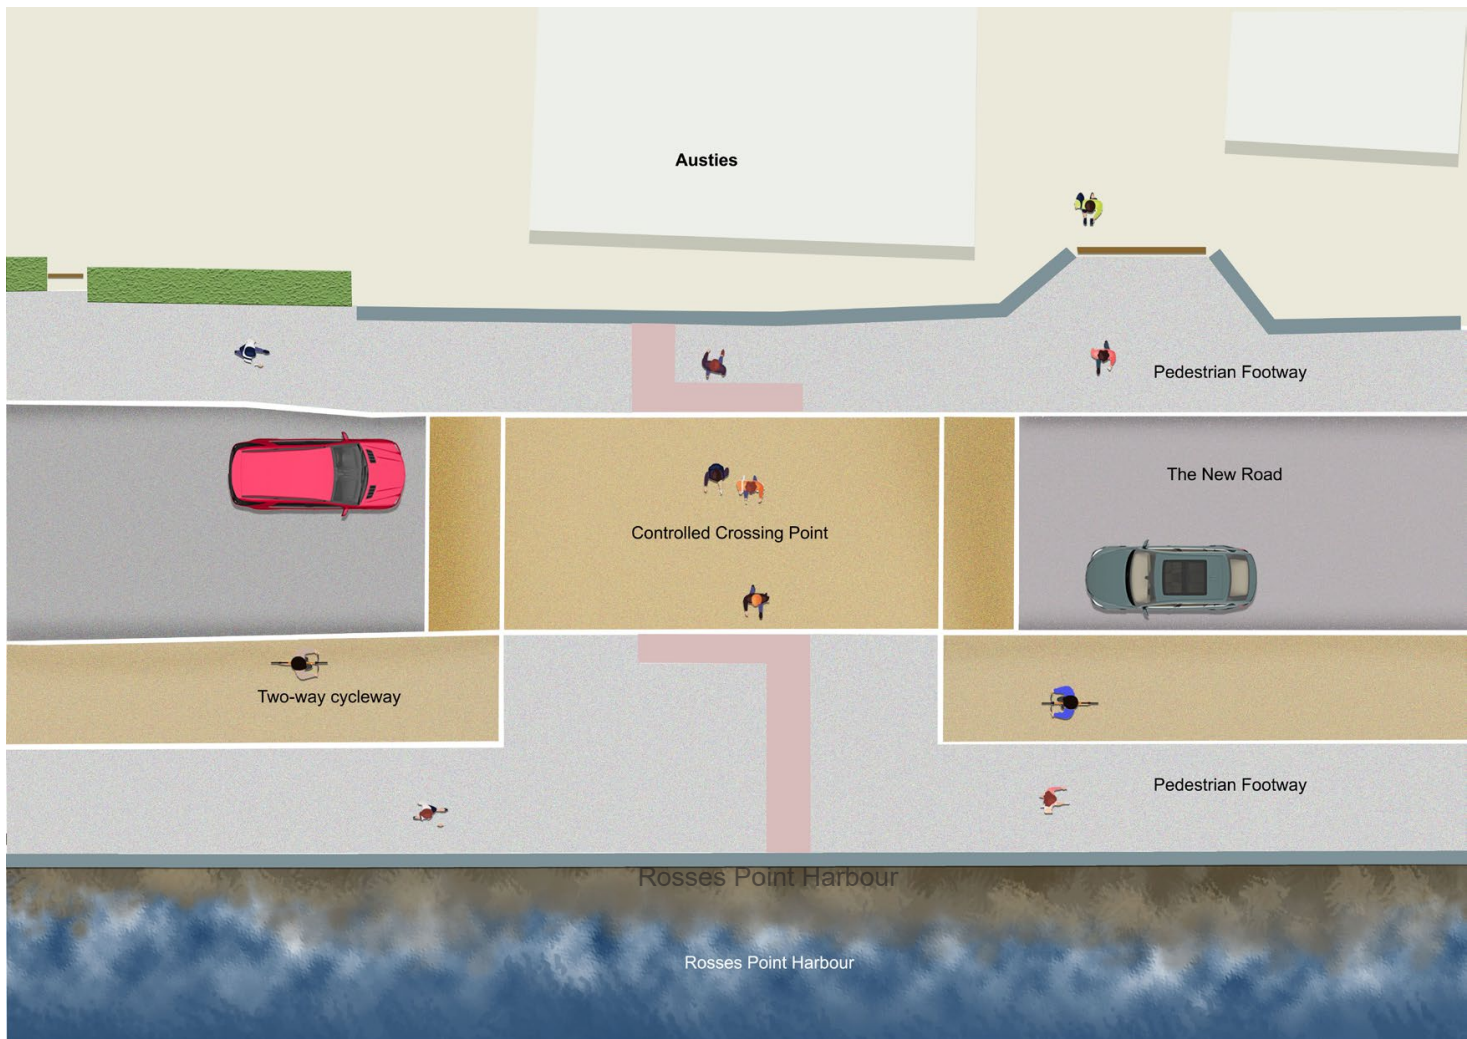 Austies
Pedestrian Footway
The New Road
Controlled Crossing Point
Two-way cycleway
Pedestrian Footway
Rosses Point Harbour
Rosses Point Harbour